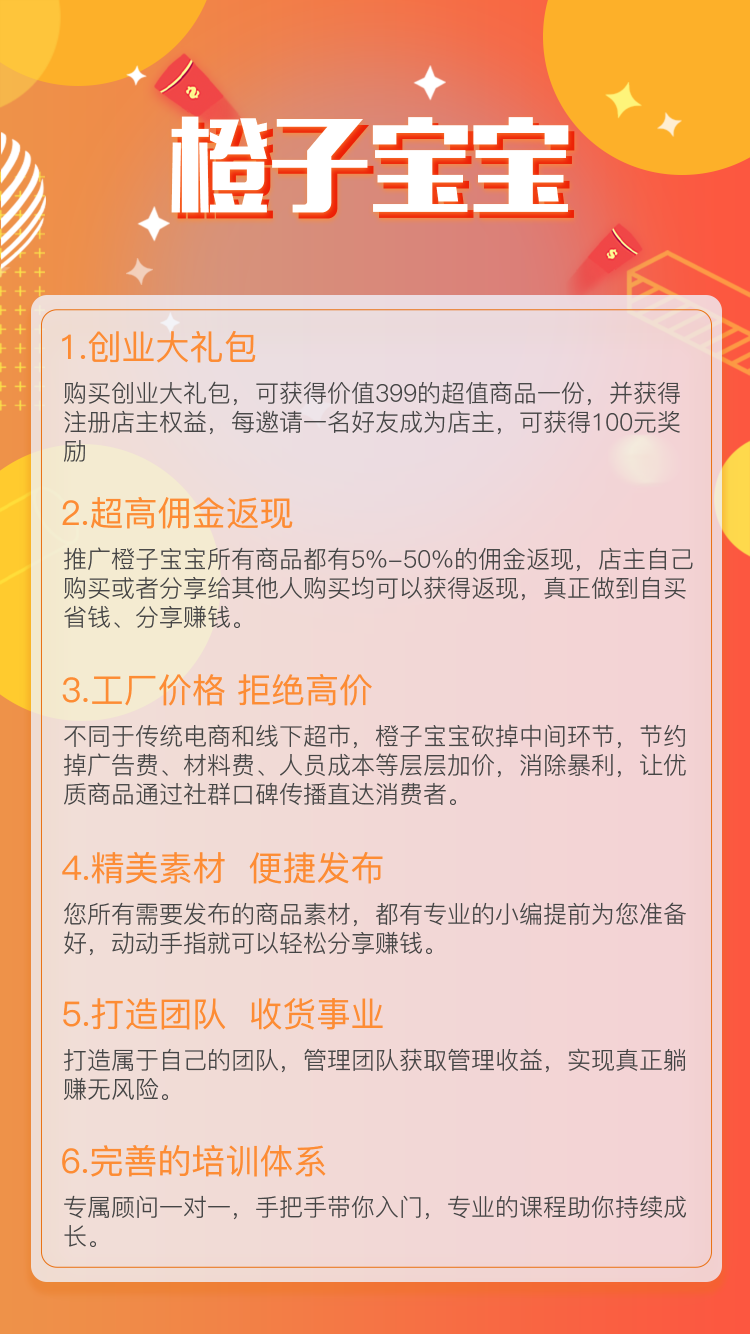 橙子宝宝
1.创业大礼包
购买创业大礼包，可获得价值399的超值商品一份，并获得
注册店主权益，每邀请一名好友成为店主，可获得100元奖
励
2.超高佣金返现
推广橙子宝宝所有商品都有5%-50%的佣金返现，店主自己
购买或者分享给其他人购买均可以获得返现，真正做到自买
省钱、分享赚钱。
3.工厂价格 拒绝高价
不同于传统电商和线下超市，橙子宝宝砍掉中间环节，节约
掉广告费、材料费、人员成本等层层加价，消除暴利，让优
质商品通过社群口碑传播直达消费者。
4.精美素材 便捷发布
您所有需要发布的商品素材，都有专业的小编提前为您准备
好，动动手指就可以轻松分享赚钱。
5.打造团队 收货事业
打造属于自己的团队，管理团队获取管理收益，实现真正躺
赚无风险。
6.完善的培训体系
专属顾问一对一，手把手带你入门，专业的课程助你持续成
长。